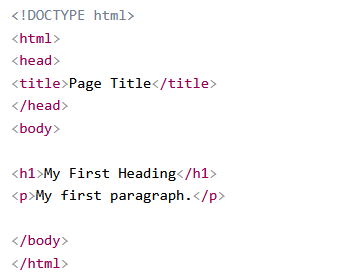 <!DOCTYPE html>
<html>
<head>
<title>Page Title</title>
</head>
<body>

<h1>My First Heading</h1>
<p>My first paragraph.</p>

</body>
</html>